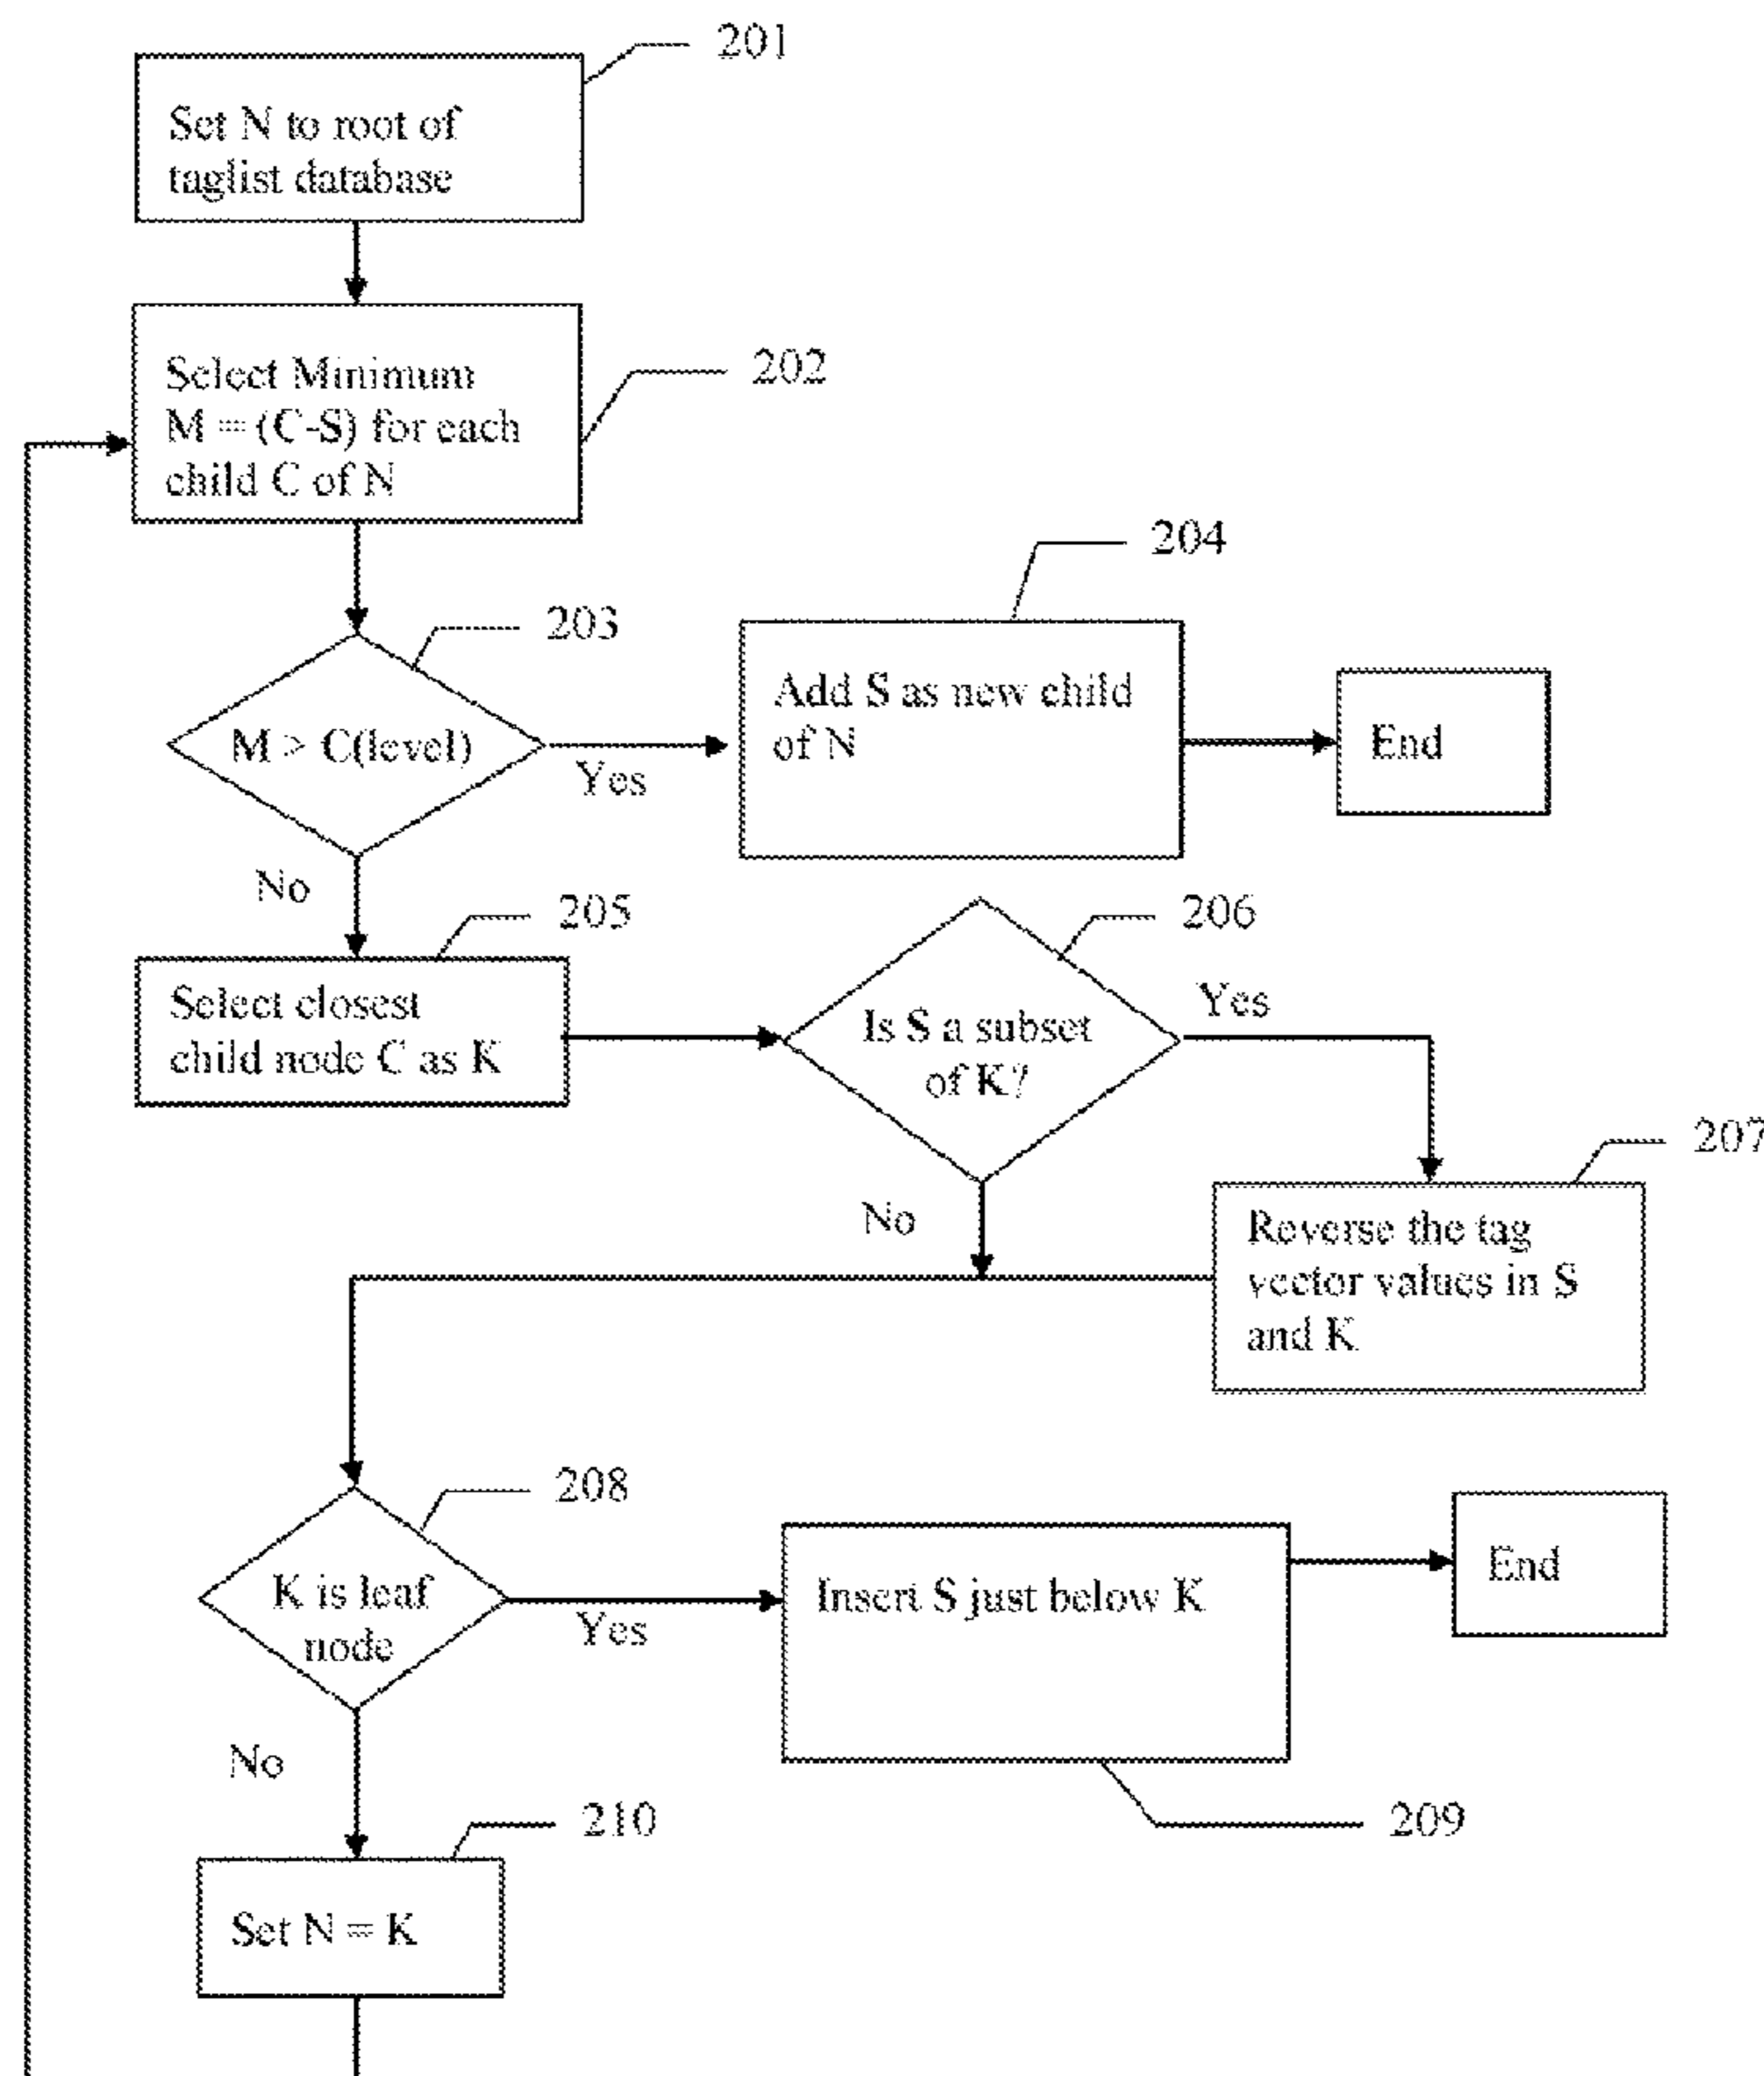 201
Set N to root of
taglist database
202
Select Minimum
M = (C-S) for each
child C of N
203
M > C(level)
Yes
No
204
Add S as new child
of N
End
205
Select closest
child node C as K
206
Is S a subset
of K?
Yes
No
207
Reverse the tag
vector values in S
and K
208
K is leaf
node
Yes
No
Insert S just below K
209
End
210
Set N = K